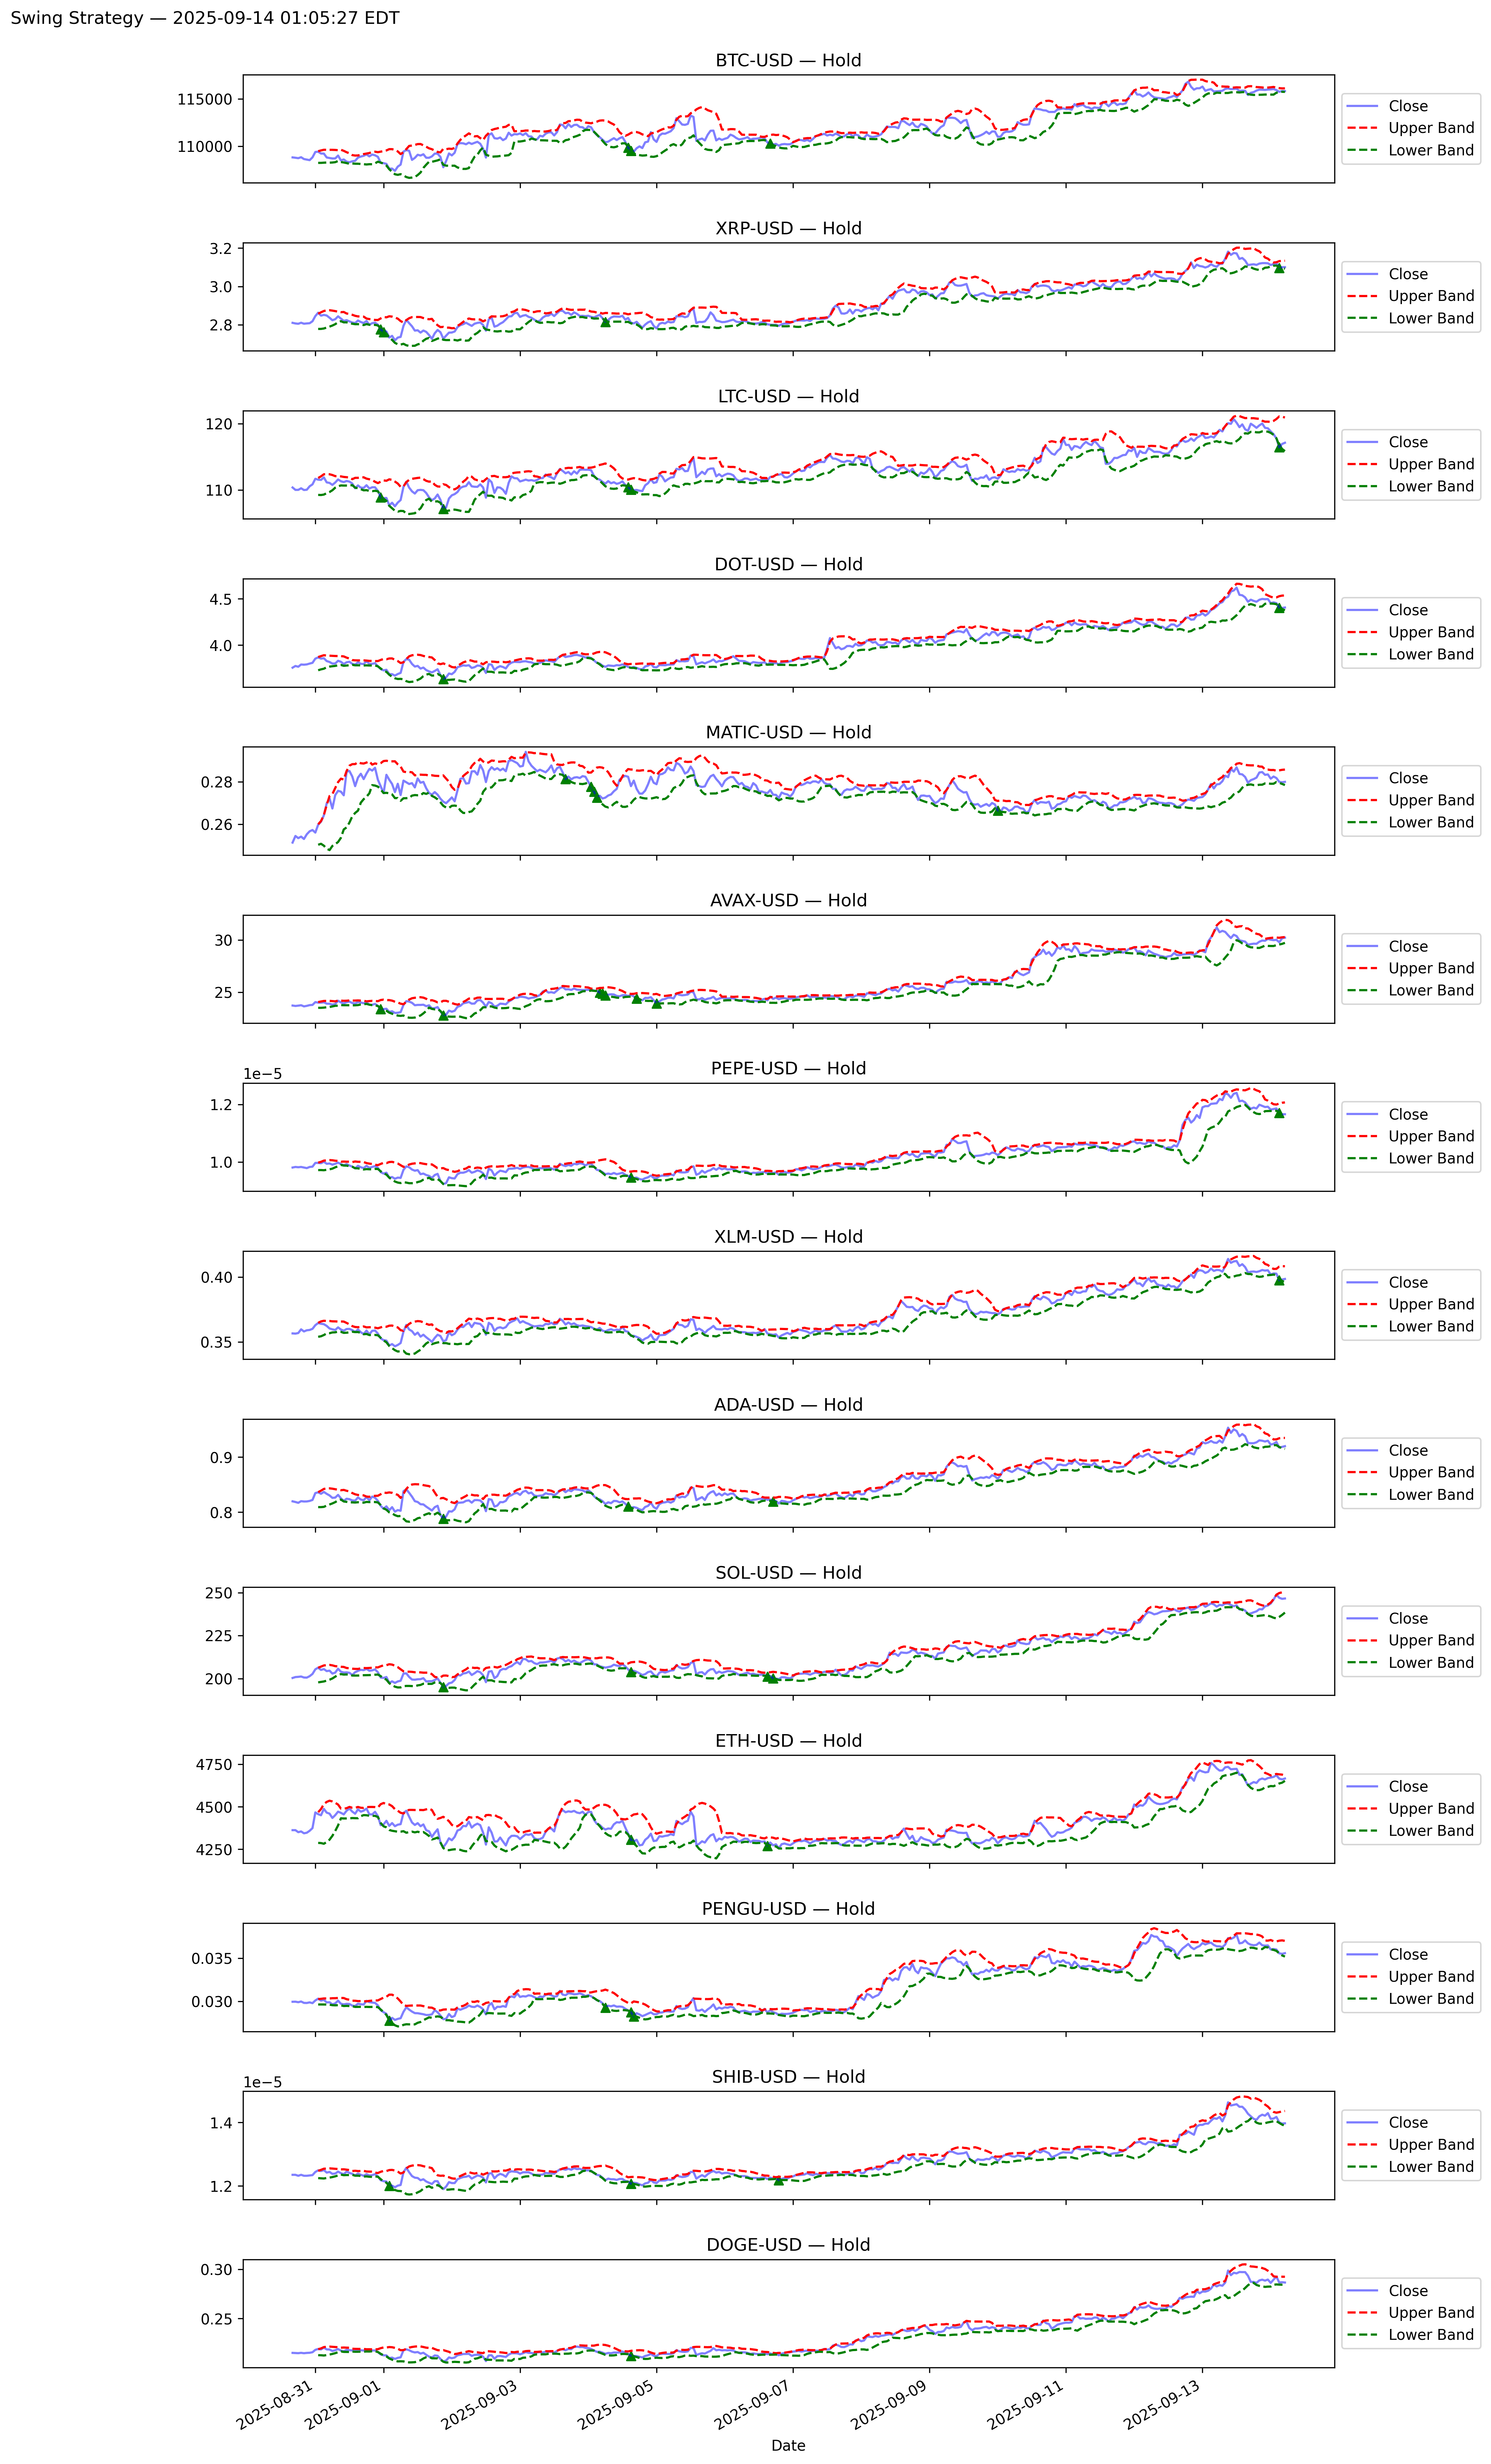 Swing Strategy — 2025-09-14 01:05:27 EDT
BTC-USD — Hold
115000
110000
Close
Upper Band
Lower Band
XRP-USD — Hold
3.2
3.0
2.8
Close
Upper Band
Lower Band
LTC-USD — Hold
120
110
Close
Upper Band
Lower Band
DOT-USD — Hold
4.5
4.0
Close
Upper Band
Lower Band
MATIC-USD — Hold
0.28
0.26
Close
Upper Band
Lower Band
AVAX-USD — Hold
30
25
Close
Upper Band
Lower Band
PEPE-USD — Hold
1e−5
1.2
1.0
Close
Upper Band
Lower Band
XLM-USD — Hold
0.40
0.35
Close
Upper Band
Lower Band
ADA-USD — Hold
0.9
0.8
Close
Upper Band
Lower Band
SOL-USD — Hold
250
225
200
Close
Upper Band
Lower Band
ETH-USD — Hold
4750
4500
4250
Close
Upper Band
Lower Band
PENGU-USD — Hold
0.035
0.030
Close
Upper Band
Lower Band
SHIB-USD — Hold
1e−5
1.4
1.2
Close
Upper Band
Lower Band
DOGE-USD — Hold
0.30
0.25
Close
Upper Band
Lower Band
2025-08-31
2025-09-01
2025-09-03
2025-09-05
2025-09-07
2025-09-09
2025-09-11
2025-09-13
Date